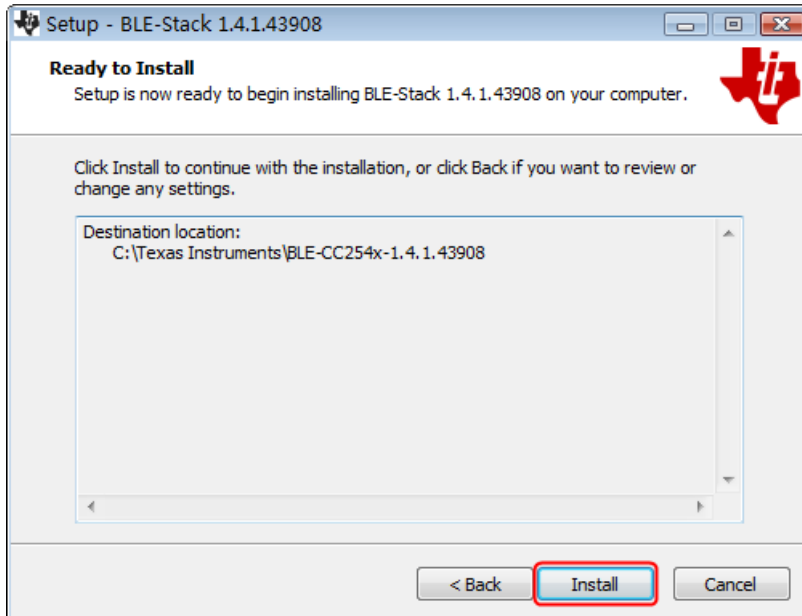 Setup - BLE-Stack 1.4.1.43908
Ready to Install
Setup is now ready to begin installing BLE-Stack 1.4.1.43908 on your computer.
Click Install to continue with the installation, or click Back if you want to review or
change any settings.
Destination location:
C:\Texas Instruments\BLE-CC254x-1.4.1.43908
< Back
Install
Cancel